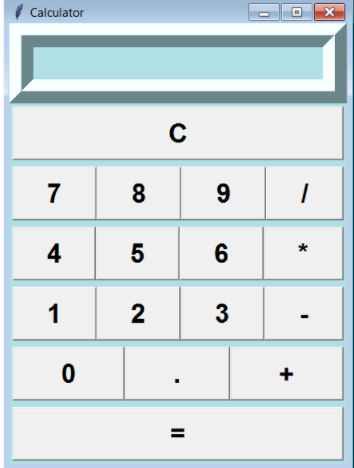 Calculator
C
7 8 9 /
4 5 6 *
1 2 3 -
0 . +
=